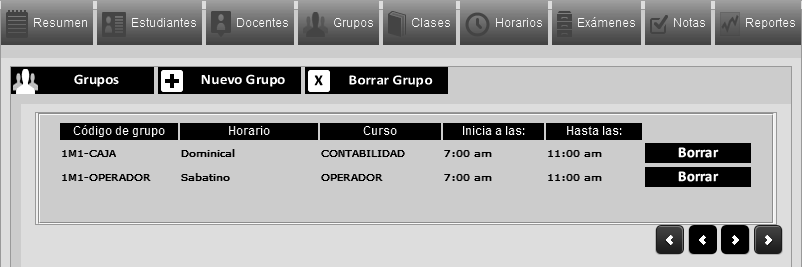 Resumen Estudiantes Docentes Grupos Clases Horarios Exámenes Notas Reportes
Grupos Nuevo Grupo X Borrar Grupo
Código de grupo Horario Curso Inicia a las: Hasta las:
1M1-CAJA Dominical CONTABILIDAD 7:00 am 11:00 am Borrar
1M1-OPERADOR Sabatino OPERADOR 7:00 am 11:00 am Borrar